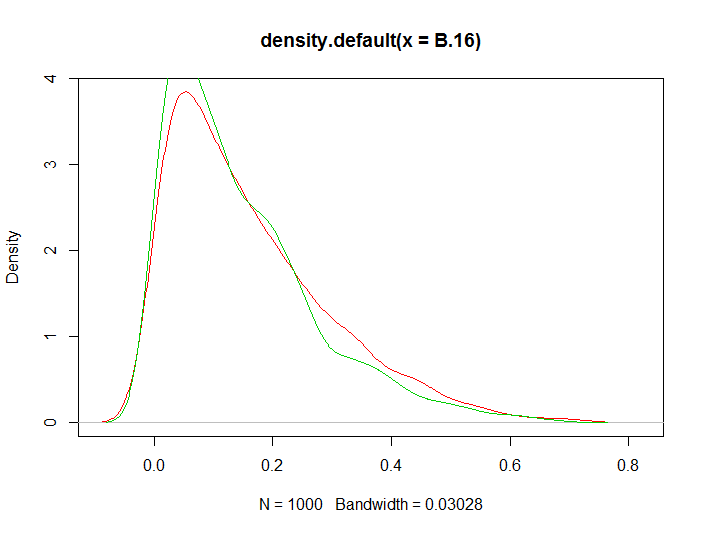 density.default(x = B.16)
4
3
2
1
0
Density
0.0 0.2 0.4 0.6 0.8
N = 1000 Bandwidth = 0.03028